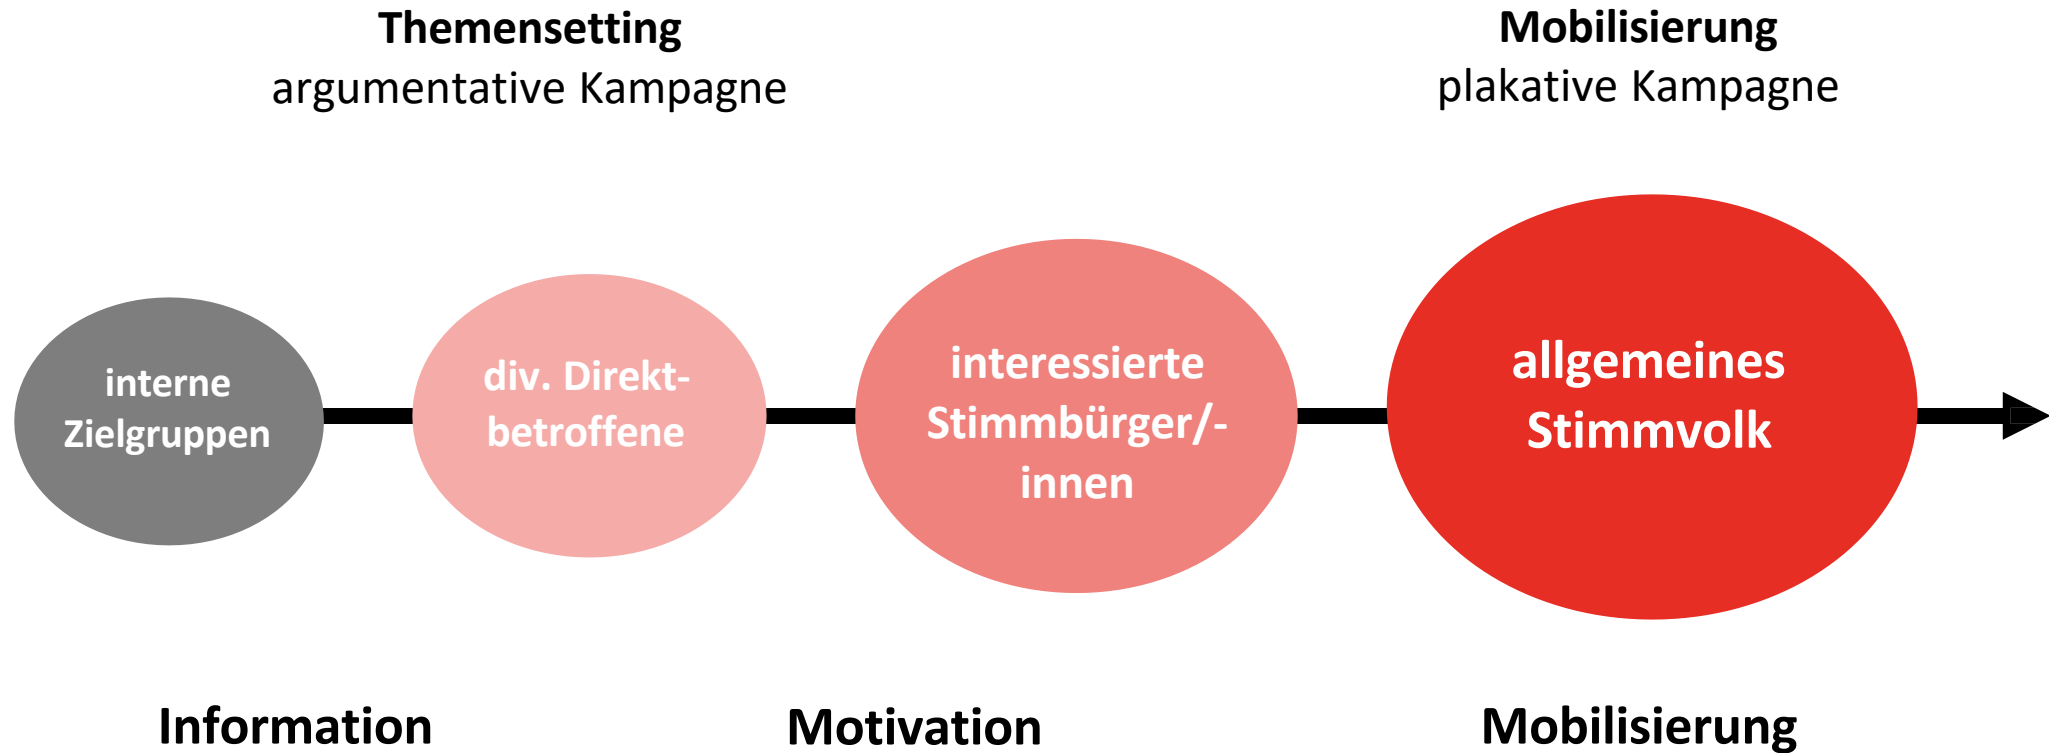 Themensetting
argumentative Kampagne
Mobilisierung
plakative Kampagne
interne
Zielgruppen
div. Direkt-
betroffene
interessierte
Stimmbürger/-
innen
allgemeines
Stimmvolk
Information
Motivation
Mobilisierung